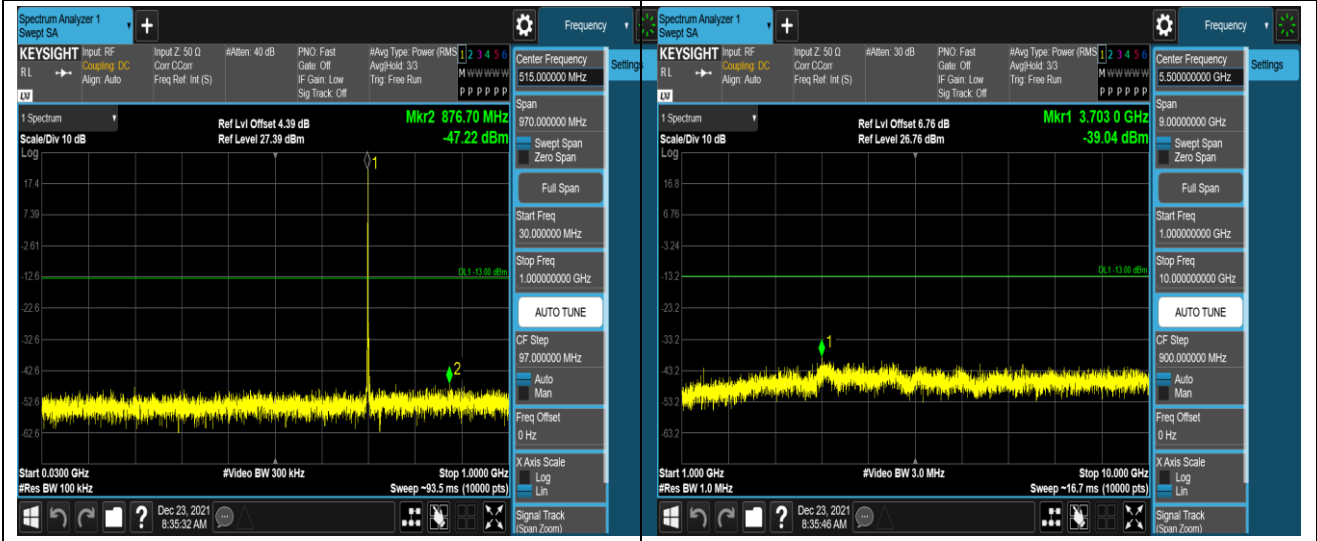 Spectrum Analyzer 1
Swept SA
+
Frequency
KEYSIGHT
RL
LXI
Input: RF
Coupling: DC
Align: Auto
Input Z: 50 Ω
Corr CCorr
Freq Ref: Int (S)
#Atten: 40 dB
PNO: Fast
Gate: Off
IF Gain: Low
Sig Track: Off
#Avg Type: Power (RMS
Avg|Hold: 3/3
Trig: Free Run
1 2 3 4 5 6
M W W W W W
P P P P P P
1 Spectrum
Scale/Div 10 dB
Log
Ref Lvl Offset 4.39 dB
Ref Level 27.39 dBm
Mkr2 876.70 MHz
-47.22 dBm
1
17.4
7.39
-2.61
-12.6
-22.6
-32.6
-42.6
-52.6
-62.6
DL1 -13.00 dBm
2
Start 0.0300 GHz
#Res BW 100 kHz
#Video BW 300 kHz
Stop 1.0000 GHz
Sweep ~93.5 ms (10000 pts)
Center Frequency
515.000000 MHz
Settings
Span
970.000000 MHz
Swept Span
Zero Span
Full Span
Start Freq
30.000000 MHz
Stop Freq
1.000000000 GHz
AUTO TUNE
CF Step
97.000000 MHz
Auto
Man
Freq Offset
0 Hz
X Axis Scale
Log
Lin
Signal Track
(Span Zoom)
?
Dec 23, 2021
8:35:32 AM
Spectrum Analyzer 1
Swept SA
+
Frequency
KEYSIGHT
RL
LXI
Input: RF
Coupling: DC
Align: Auto
Input Z: 50 Ω
Corr CCorr
Freq Ref: Int (S)
#Atten: 30 dB
PNO: Fast
Gate: Off
IF Gain: Low
Sig Track: Off
#Avg Type: Power (RMS
Avg|Hold: 3/3
Trig: Free Run
1 2 3 4 5 6
M W W W W W
P P P P P P
1 Spectrum
Scale/Div 10 dB
Log
Ref Lvl Offset 6.76 dB
Ref Level 26.76 dBm
Mkr1 3.703 0 GHz
-39.04 dBm
16.8
6.76
-3.24
-13.2
-23.2
-33.2
-43.2
-53.2
-63.2
DL1 -13.00 dBm
1
Start 1.000 GHz
#Res BW 1.0 MHz
#Video BW 3.0 MHz
Stop 10.000 GHz
Sweep ~16.7 ms (10000 pts)
Center Frequency
5.500000000 GHz
Settings
Span
9.00000000 GHz
Swept Span
Zero Span
Full Span
Start Freq
1.000000000 GHz
Stop Freq
10.000000000 GHz
AUTO TUNE
CF Step
900.000000 MHz
Auto
Man
Freq Offset
0 Hz
X Axis Scale
Log
Lin
Signal Track
(Span Zoom)
?
Dec 23, 2021
8:35:46 AM